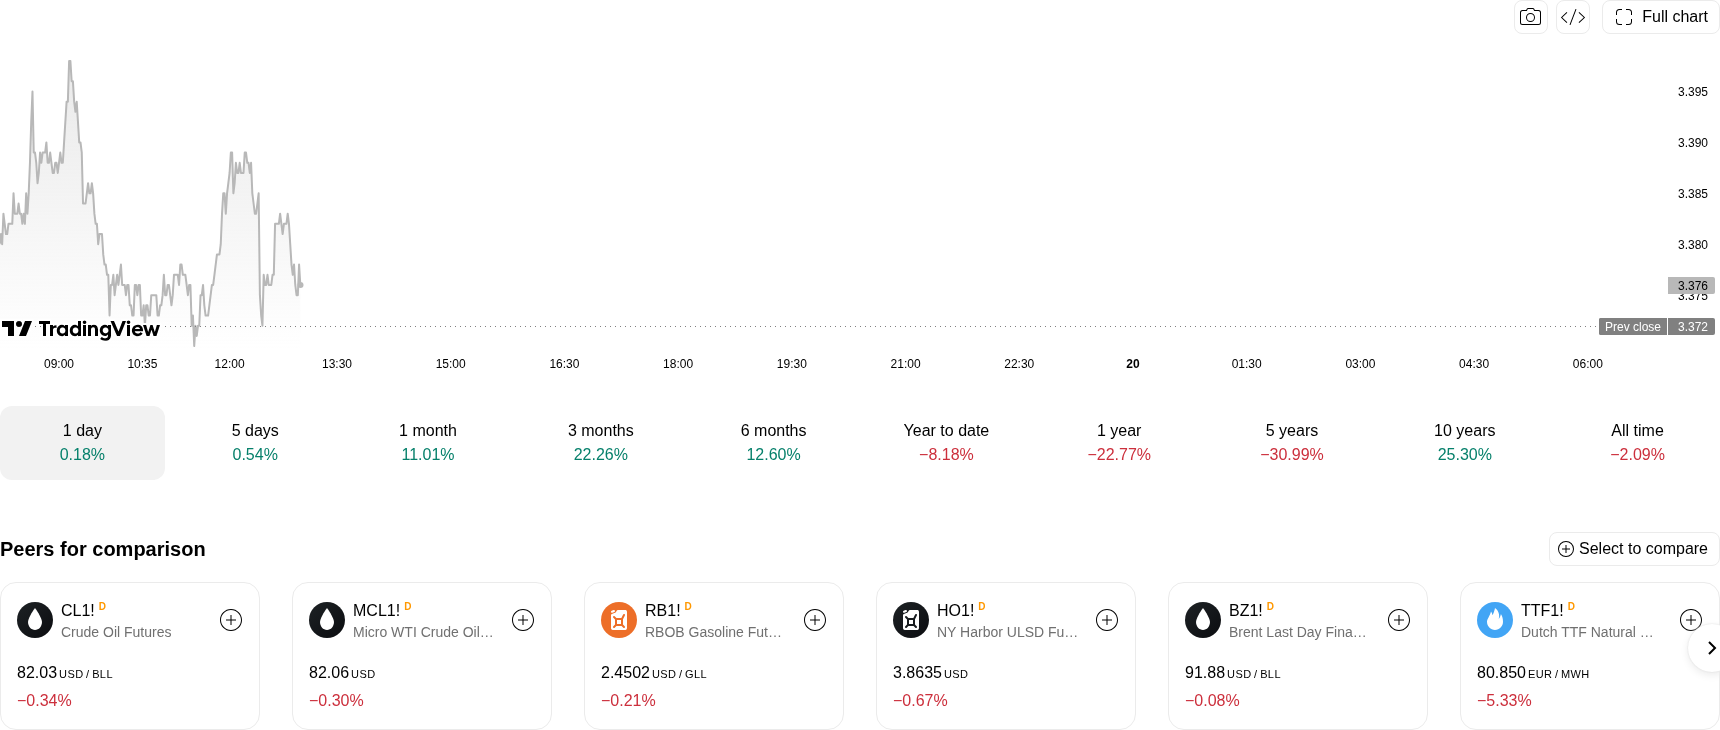 Full chart
3.395
3.390
3.385
3.380
3.376
3.375
Prev close 3.372
TradingView
09:00 10:35 12:00 13:30 15:00 16:30 18:00 19:30 21:00 22:30 20 01:30 03:00 04:30 06:00
1 day 5 days 1 month 3 months 6 months Year to date 1 year 5 years 10 years All time
0.18% 0.54% 11.01% 22.26% 12.60% −8.18% −22.77% −30.99% 25.30% −2.09%
Peers for comparison
Select to compare
CL1! D
Crude Oil Futures
82.03 USD / BLL
−0.34%
MCL1! D
Micro WTI Crude Oil…
82.06 USD
−0.30%
RB1! D
RBOB Gasoline Fut…
2.4502 USD / GLL
−0.21%
HO1! D
NY Harbor ULSD Fu…
3.8635 USD
−0.67%
BZ1! D
Brent Last Day Fina…
91.88 USD / BLL
−0.08%
TTF1! D
Dutch TTF Natural …
80.850 EUR / MWH
−5.33%